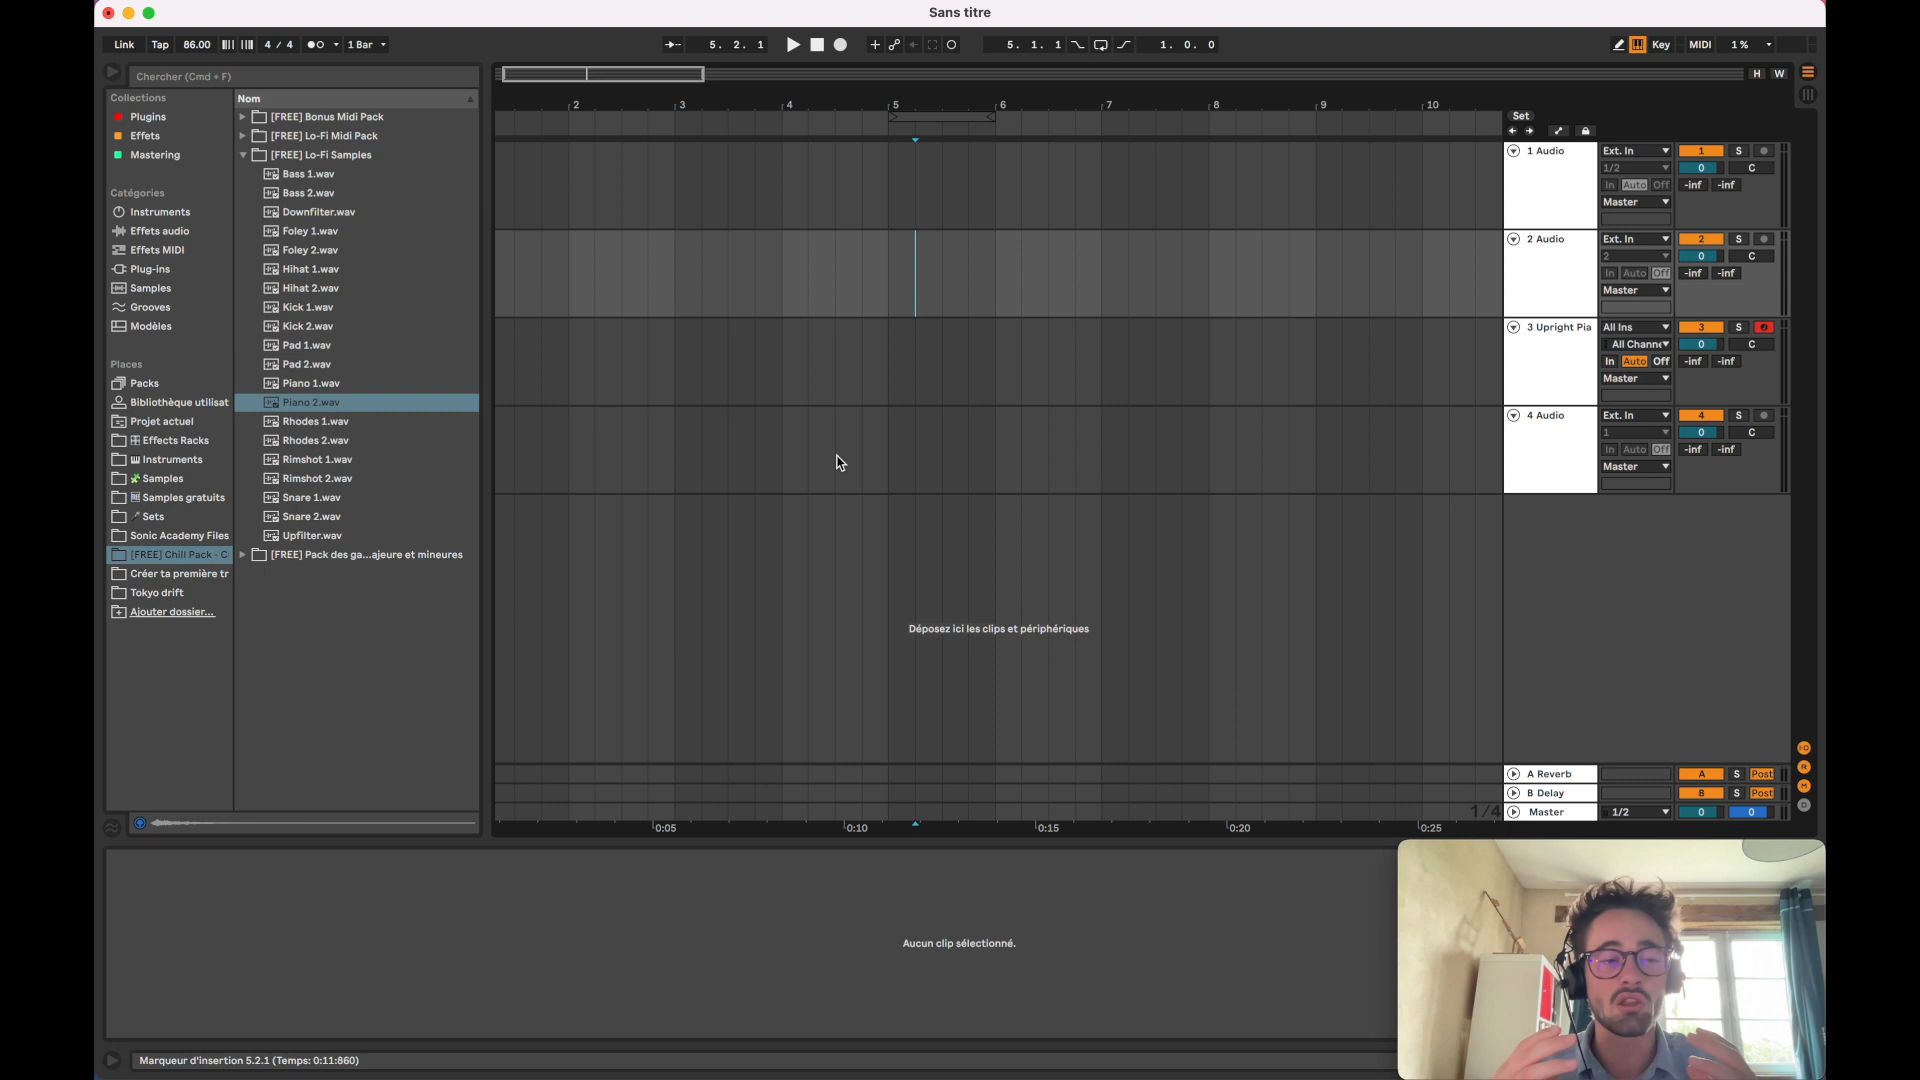 Sans titre
Link Tap 86.00 4 / 4 1 Bar 5. 2. 1 5. 1. 1 1. 0. 0 Key MIDI 1 %
Chercher (Cmd + F)
H W
Collections
Plugins
Effets
Mastering
Catégories
Instruments
Effets audio
Effets MIDI
Plug-ins
Samples
Grooves
Modèles
Places
Packs
Bibliothèque utilisat
Projet actuel
Effects Racks
Instruments
Samples
Samples gratuits
Sets
Sonic Academy Files
[FREE] Chill Pack - C
Créer ta première tr
Tokyo drift
Ajouter dossier...
Nom
[FREE] Bonus Midi Pack
[FREE] Lo-Fi Midi Pack
[FREE] Lo-Fi Samples
Bass 1.wav
Bass 2.wav
Downfilter.wav
Foley 1.wav
Foley 2.wav
Hihat 1.wav
Hihat 2.wav
Kick 1.wav
Kick 2.wav
Pad 1.wav
Pad 2.wav
Piano 1.wav
Piano 2.wav
Rhodes 1.wav
Rhodes 2.wav
Rimshot 1.wav
Rimshot 2.wav
Snare 1.wav
Snare 2.wav
Upfilter.wav
[FREE] Pack des ga...ajeure et mineures
2 3 4 5 6 7 8 9 10
Set
1 Audio Ext. In 1 S
1/2 0 C
In Auto Off -inf -inf
Master
2 Audio Ext. In 2 S
2 0 C
In Auto Off -inf -inf
Master
3 Upright Pia All Ins 3 S
All Channe 0 C
In Auto Off -inf -inf
Master
4 Audio Ext. In 4 S
1 0 C
In Auto Off -inf -inf
Master
Déposez ici les clips et périphériques
A Reverb A S Post
B Delay B S Post
1/4 Master 1/2 0 0
0:05 0:10 0:15 0:20 0:25
I·O
R
M
D
Aucun clip sélectionné.
Marqueur d'insertion 5.2.1 (Temps: 0:11:860)